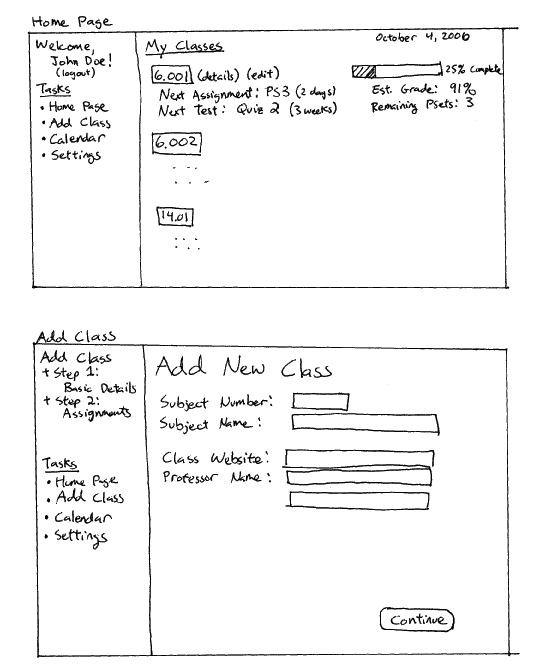 Home Page
Welcome,
John Doe!
(logout)
Tasks
• Home Page
• Add Class
• Calendar
• Settings
October 4, 2006
My Classes
6.001 (details) (edit)
25% Complete
Next Assignment: PS3 (2 days)
Est. Grade: 91%
Next Test: Quiz 2 (3 weeks)
Remaining Psets: 3
6.002
14.01
Add Class
Add Class
+ Step 1:
Basic Details
+ Step 2:
Assignments
Tasks
• Home Page
• Add Class
• Calendar
• Settings
Add New Class
Subject Number:
Subject Name:
Class Website:
Professor Name:
Continue